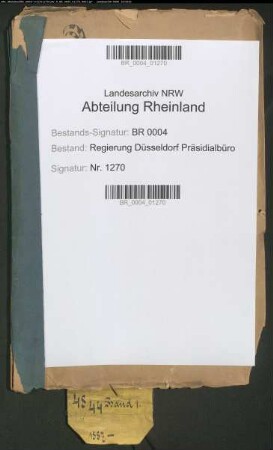 BR_0004_01270
Landesarchiv NRW
Abteilung Rheinland
Bestands-Signatur: BR 0004
Bestand: Regierung Düsseldorf Präsidialbüro
Signatur: Nr. 1270
BR_0004_01270